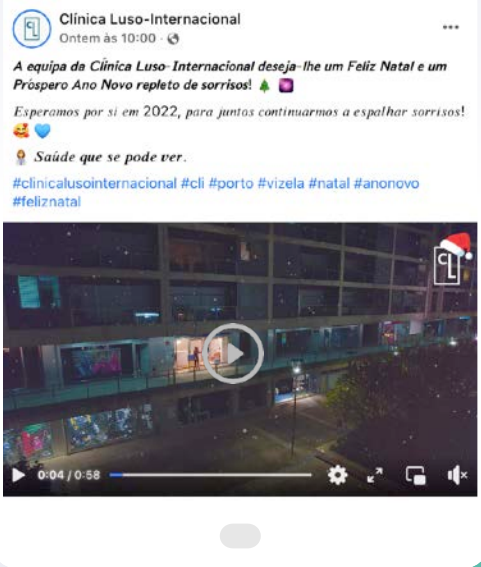 Clínica Luso-Internacional
Ontem às 10:00 ·
A equipa da Clínica Luso-Internacional deseja-lhe um Feliz Natal e um
Próspero Ano Novo repleto de sorrisos! 🎄 🎆
Esperamos por si em 2022, para juntos continuarmos a espalhar sorrisos!
🥰 💙
Saúde que se pode ver.
#clinicalusointernacional #cli #porto #vizela #natal #anonovo
#feliznatal
CL
0:04 / 0:58